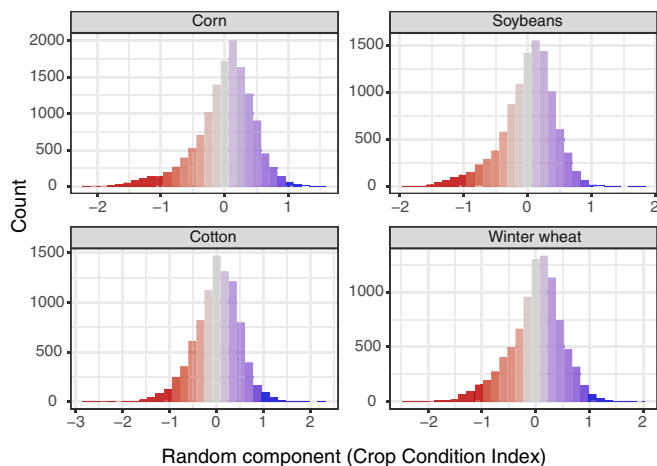 Corn
Soybeans
2000
1500
1000
500
0
−2 −1 0 1
1500
1000
500
0
−2 −1 0 1 2
Count
Cotton
Winter wheat
1500
1000
500
0
−3 −2 −1 0 1 2
1000
500
0
−2 −1 0 1 2
Random component (Crop Condition Index)